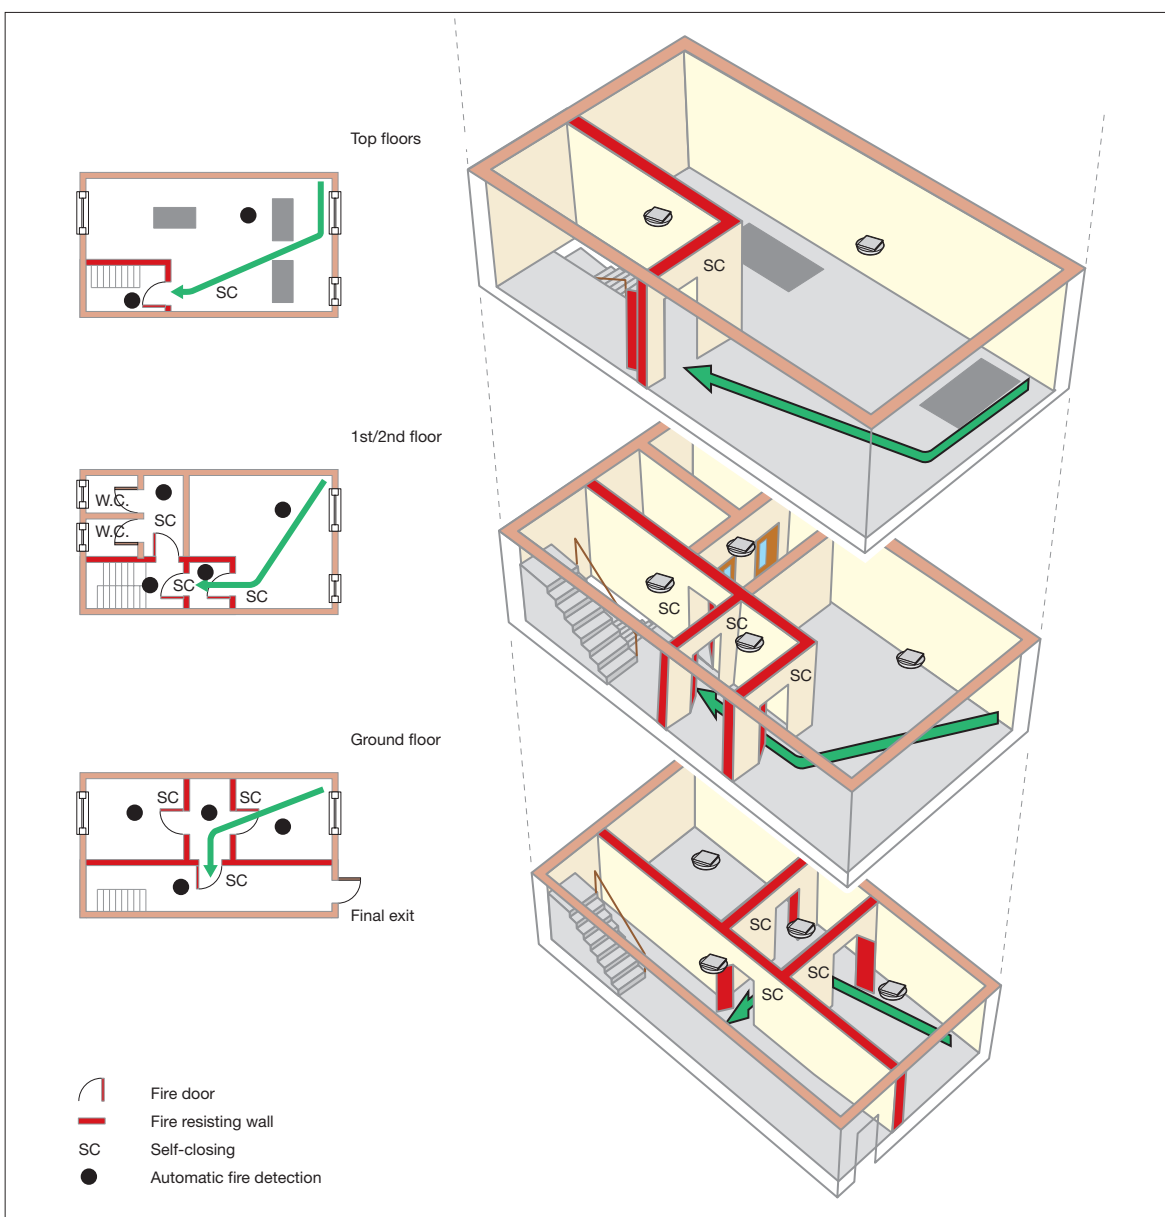 Top floors
SC
SC
1st/2nd floor
W.C.
W.C.
SC
SC
SC
SC
SC
SC
Ground floor
SC
SC
SC
Final exit
SC
SC
SC
Fire door
Fire resisting wall
SC
Self-closing
Automatic fire detection